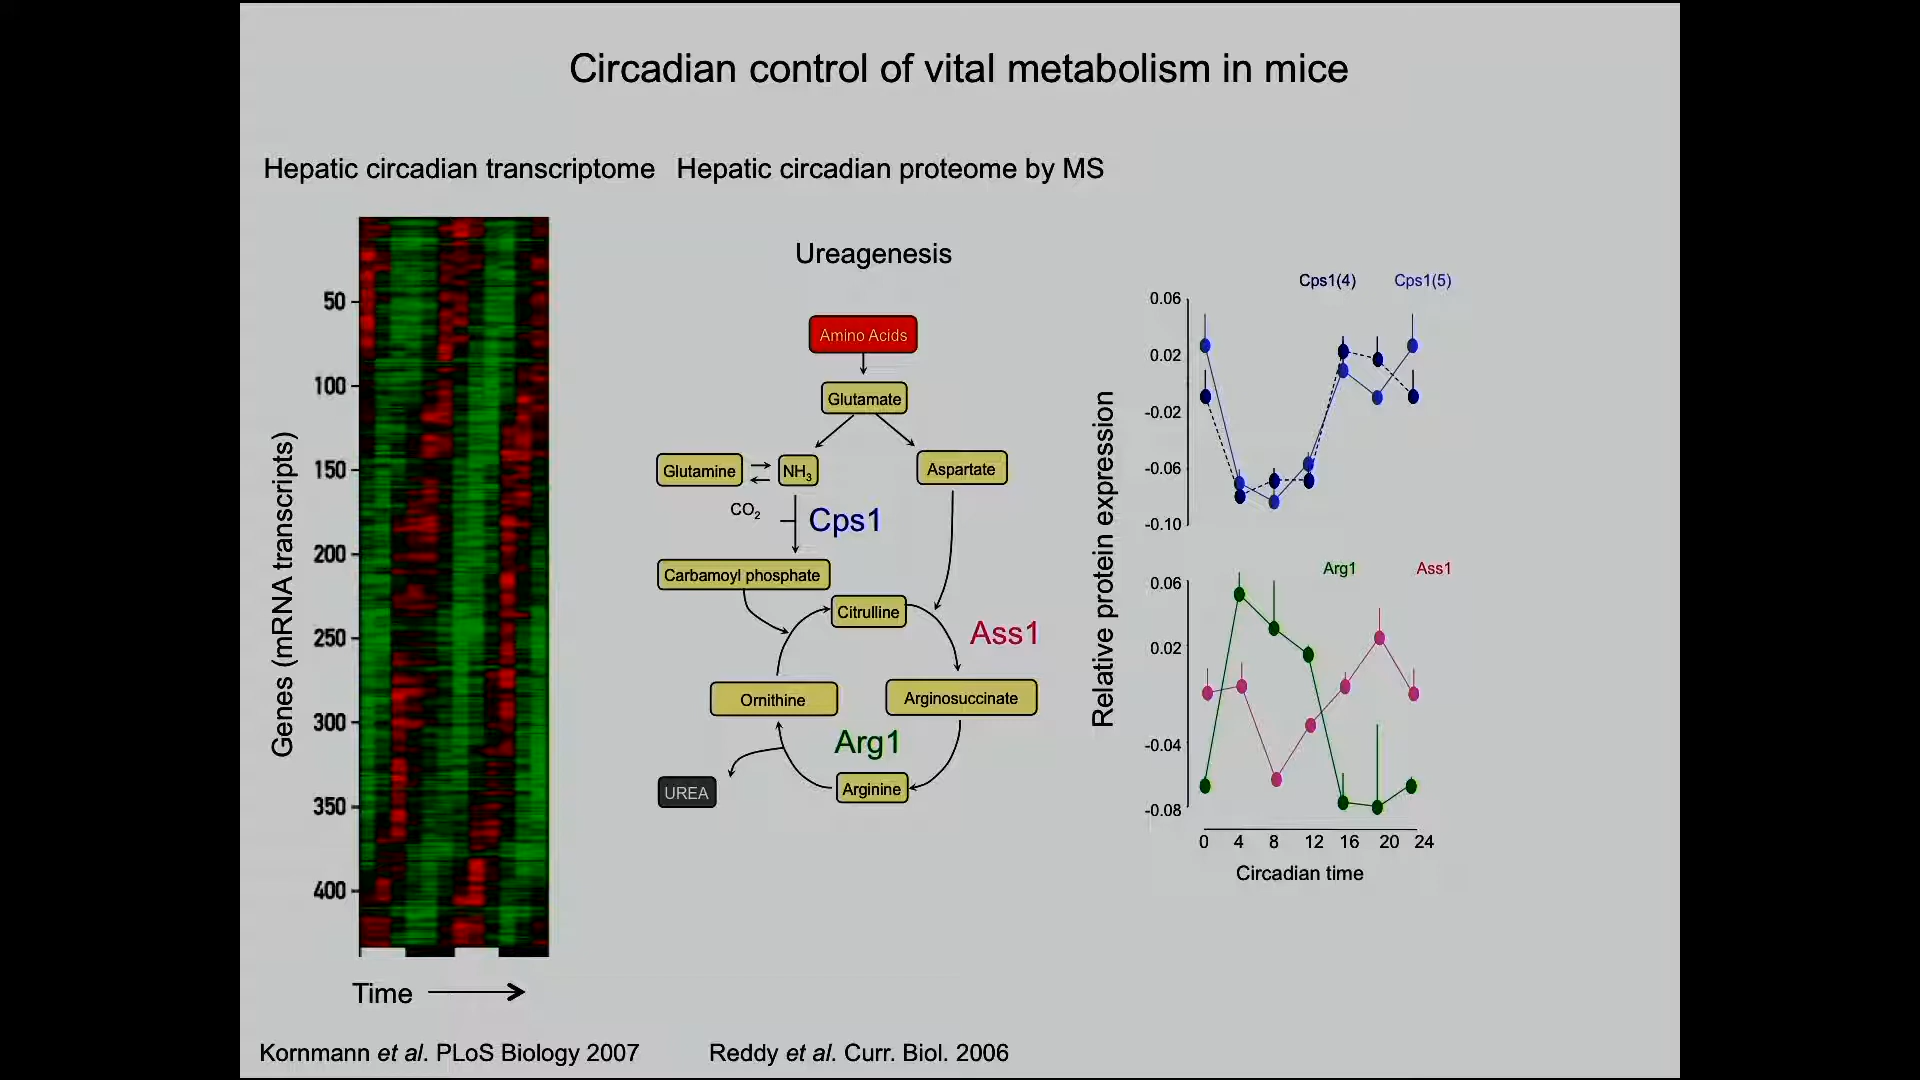 Circadian control of vital metabolism in mice
Hepatic circadian transcriptome
Genes (mRNA transcripts)
50
100
150
200
250
300
350
400
Time
Kornmann et al. PLoS Biology 2007
Hepatic circadian proteome by MS
Ureagenesis
Amino Acids
Glutamate
Glutamine
NH3
Aspartate
CO2
Cps1
Carbamoyl phosphate
Citrulline
Ass1
Ornithine
Arginosuccinate
Arg1
UREA
Arginine
Relative protein expression
Cps1(4) Cps1(5)
0.06
0.02
-0.02
-0.06
-0.10
Arg1 Ass1
0.06
0.02
-0.04
-0.08
0 4 8 12 16 20 24
Circadian time
Reddy et al. Curr. Biol. 2006